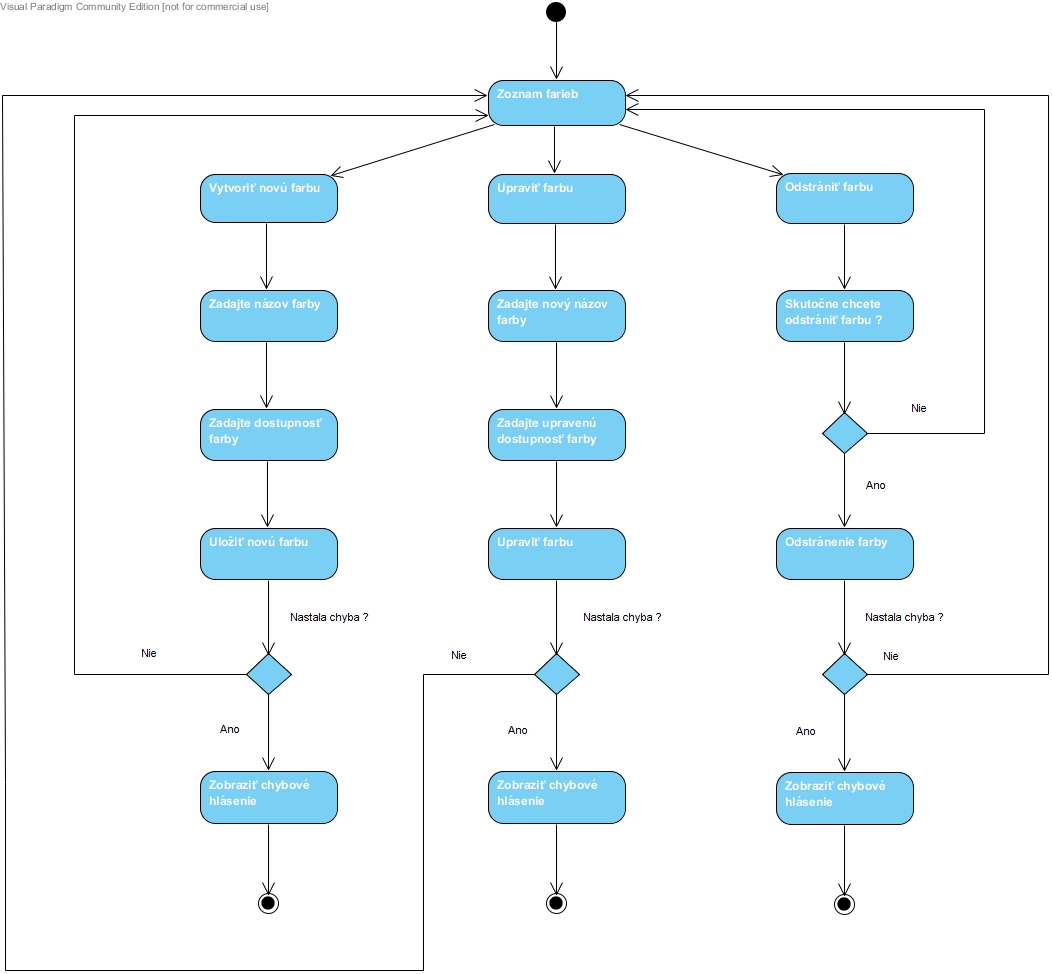 Visual Paradigm Community Edition [not for commercial use]
Zoznam farieb
Vytvoriť novú farbu
Upraviť farbu
Odstrániť farbu
Zadajte názov farby
Zadajte nový názov
farby
Skutočne chcete
odstrániť farbu ?
Zadajte dostupnosť
farby
Zadajte upravenú
dostupnosť farby
Nie
Ano
Uložiť novú farbu
Upraviť farbu
Odstránenie farby
Nastala chyba ?
Nastala chyba ?
Nastala chyba ?
Nie
Nie
Nie
Ano
Ano
Ano
Zobraziť chybové
hlásenie
Zobraziť chybové
hlásenie
Zobraziť chybové
hlásenie